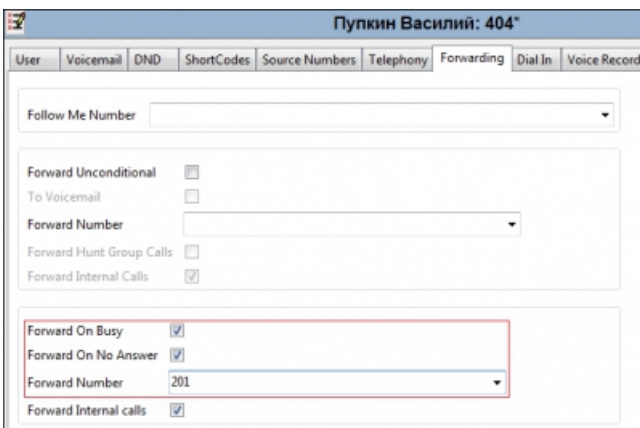 Пупкин Василий: 404*
User Voicemail DND ShortCodes Source Numbers Telephony Forwarding Dial In Voice Record
Follow Me Number
Forward Unconditional
To Voicemail
Forward Number
Forward Hunt Group Calls
Forward Internal Calls
Forward On Busy
Forward On No Answer
Forward Number 201
Forward Internal calls